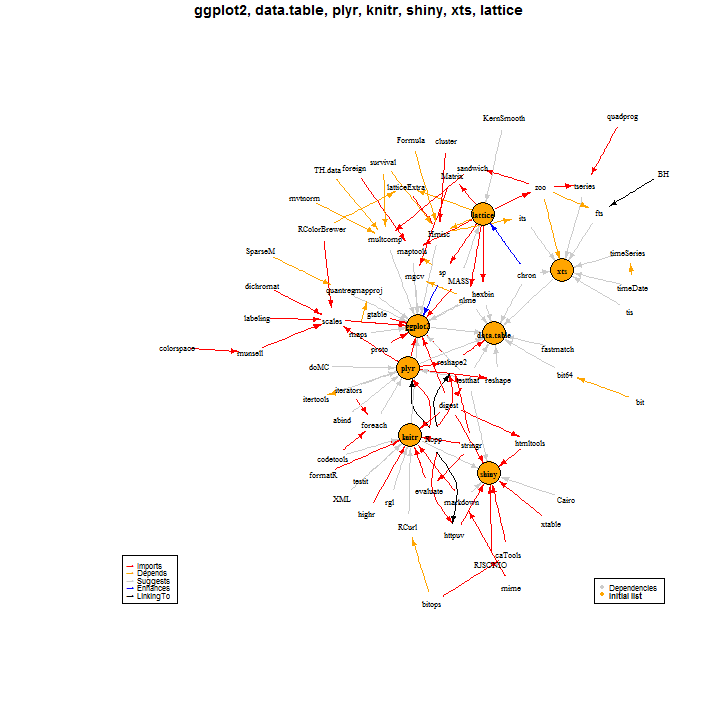 ggplot2, data.table, plyr, knitr, shiny, xts, lattice
KernSmooth
quadprog
Formula
cluster
survival
sandwich
TH.data
foreign
Matrix
BH
latticeExtra
zoo
tseries
mvtnorm
lattice
its
fts
RColorBrewer
multcomp
Hmisc
SparseM
maptools
timeSeries
sp
xts
mgcv
MASS
chron
dichromat
quantreg
mapproj
hexbin
nlme
timeDate
labeling
scales
gtable
ggplot2
tis
maps
data.table
colorspace
munsell
proto
fastmatch
doMC
plyr
reshape2
testthat
reshape
bit64
iterators
itertools
digest
bit
abind
foreach
knitr
Rcpp
stringr
htmltools
codetools
formatR
testit
shiny
XML
evaluate
highr
rgl
markdown
Cairo
RCurl
httpuv
xtable
caTools
RJSONIO
mime
bitops
Imports
Depends
Suggests
Enhances
LinkingTo
Dependencies
Initial list